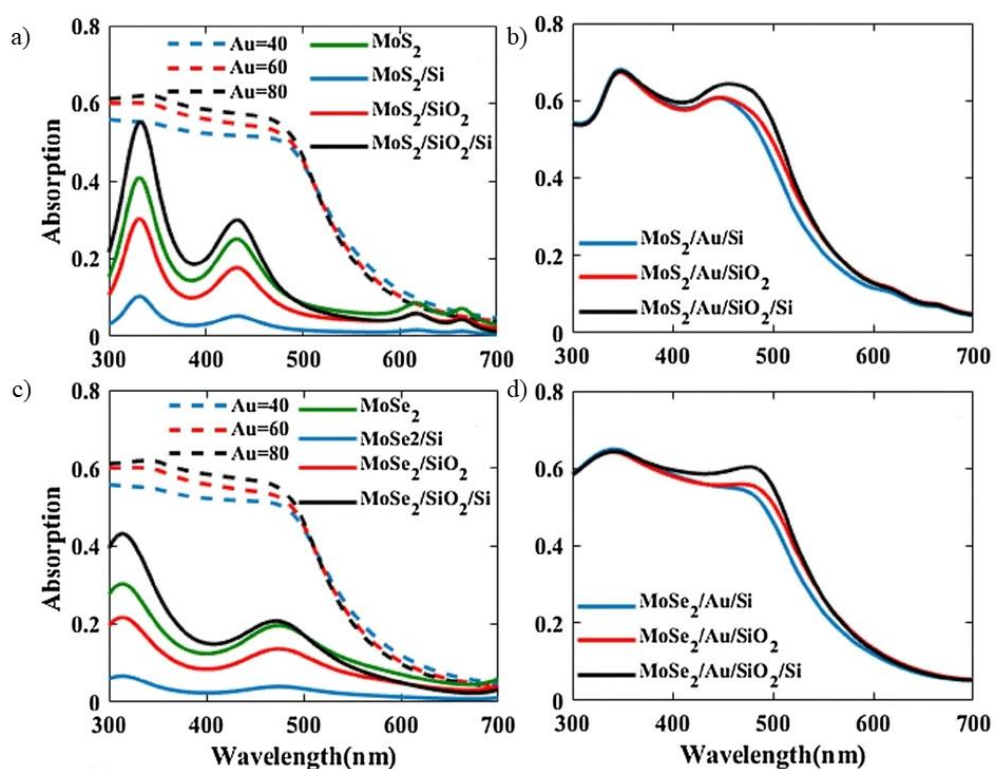 a)
0.8
0.6
0.4
0.2
0
Absorption
Au=40
Au=60
Au=80
MoS2
MoS2/Si
MoS2/SiO2
MoS2/SiO2/Si
300 400 500 600 700
b)
0.8
0.6
0.4
0.2
0
MoS2/Au/Si
MoS2/Au/SiO2
MoS2/Au/SiO2/Si
300 400 500 600 700
c)
0.8
0.6
0.4
0.2
0
Absorption
Au=40
Au=60
Au=80
MoSe2
MoSe2/Si
MoSe2/SiO2
MoSe2/SiO2/Si
300 400 500 600 700
Wavelength(nm)
d)
0.8
0.6
0.4
0.2
0
MoSe2/Au/Si
MoSe2/Au/SiO2
MoSe2/Au/SiO2/Si
300 400 500 600 700
Wavelength(nm)